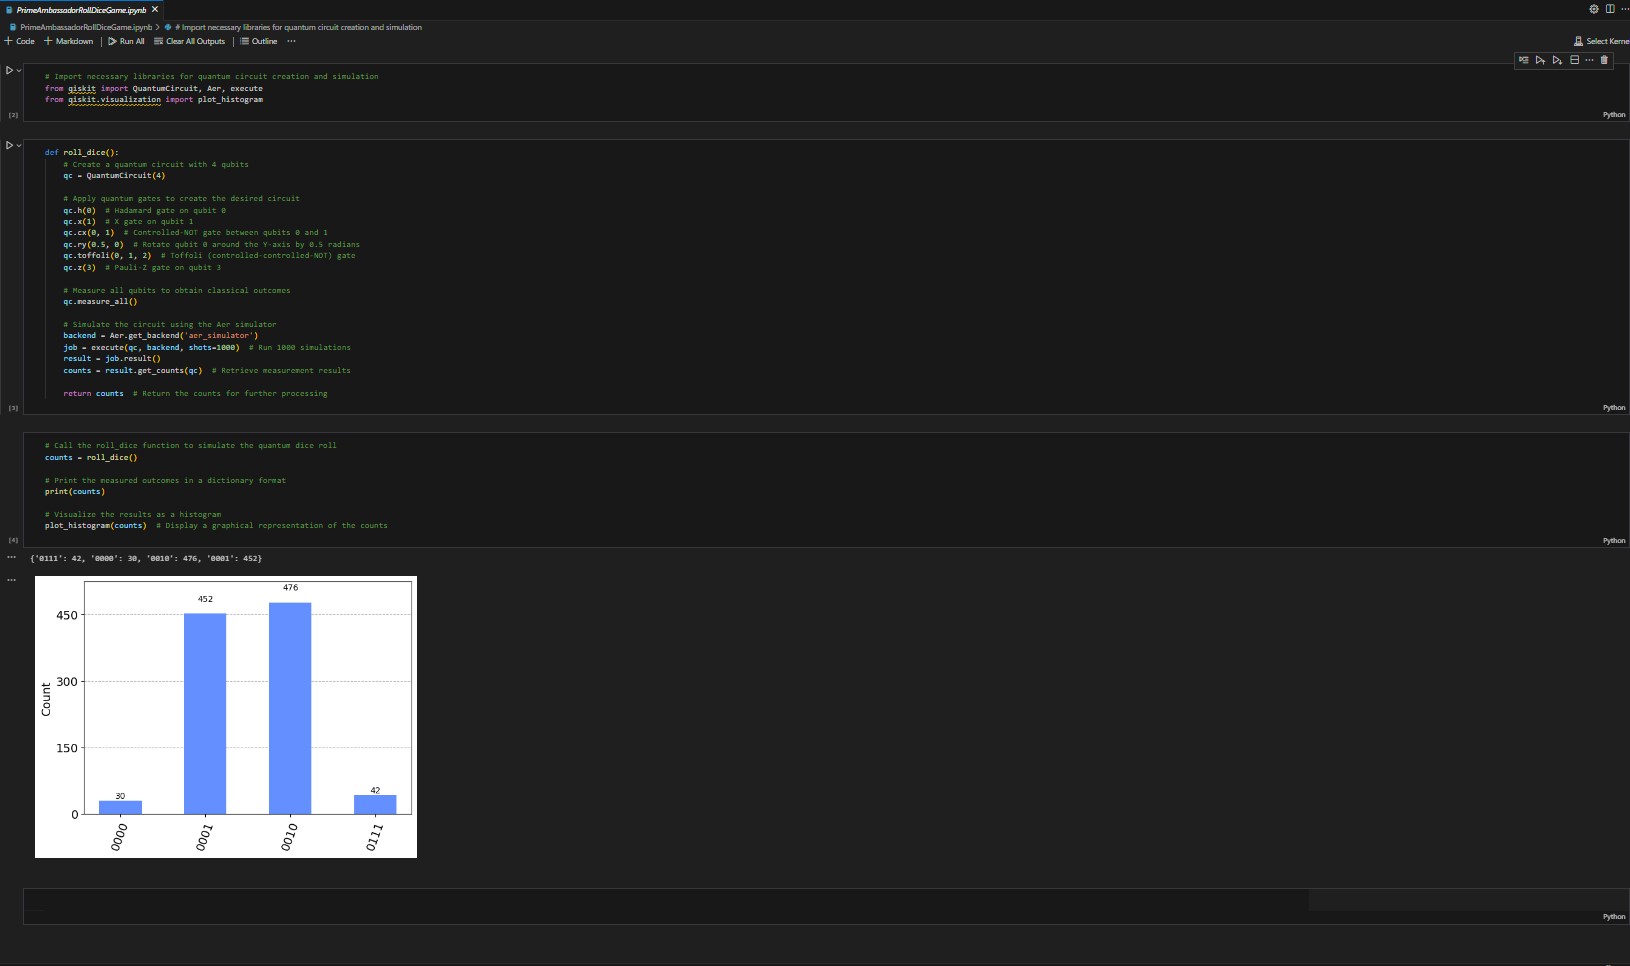 PrimeAmbassadorRollDiceGame.ipynb
PrimeAmbassadorRollDiceGame.ipynb > # Import necessary libraries for quantum circuit creation and simulation
+ Code + Markdown | Run All Clear All Outputs | Outline ...
Select Kerne
# Import necessary libraries for quantum circuit creation and simulation
from qiskit import QuantumCircuit, Aer, execute
from qiskit.visualization import plot_histogram
[2]
Python
def roll_dice():
# Create a quantum circuit with 4 qubits
qc = QuantumCircuit(4)
# Apply quantum gates to create the desired circuit
qc.h(0) # Hadamard gate on qubit 0
qc.x(1) # X gate on qubit 1
qc.cx(0, 1) # Controlled-NOT gate between qubits 0 and 1
qc.ry(0.5, 0) # Rotate qubit 0 around the Y-axis by 0.5 radians
qc.toffoli(0, 1, 2) # Toffoli (controlled-controlled-NOT) gate
qc.z(3) # Pauli-Z gate on qubit 3
# Measure all qubits to obtain classical outcomes
qc.measure_all()
# Simulate the circuit using the Aer simulator
backend = Aer.get_backend('aer_simulator')
job = execute(qc, backend, shots=1000) # Run 1000 simulations
result = job.result()
counts = result.get_counts(qc) # Retrieve measurement results
return counts # Return the counts for further processing
[3]
Python
# Call the roll_dice function to simulate the quantum dice roll
counts = roll_dice()
# Print the measured outcomes in a dictionary format
print(counts)
# Visualize the results as a histogram
plot_histogram(counts) # Display a graphical representation of the counts
[4]
Python
{'0111': 42, '0000': 30, '0010': 476, '0001': 452}
476
452
450
300
Count
150
30
42
0
0000
0001
0010
0111
Python